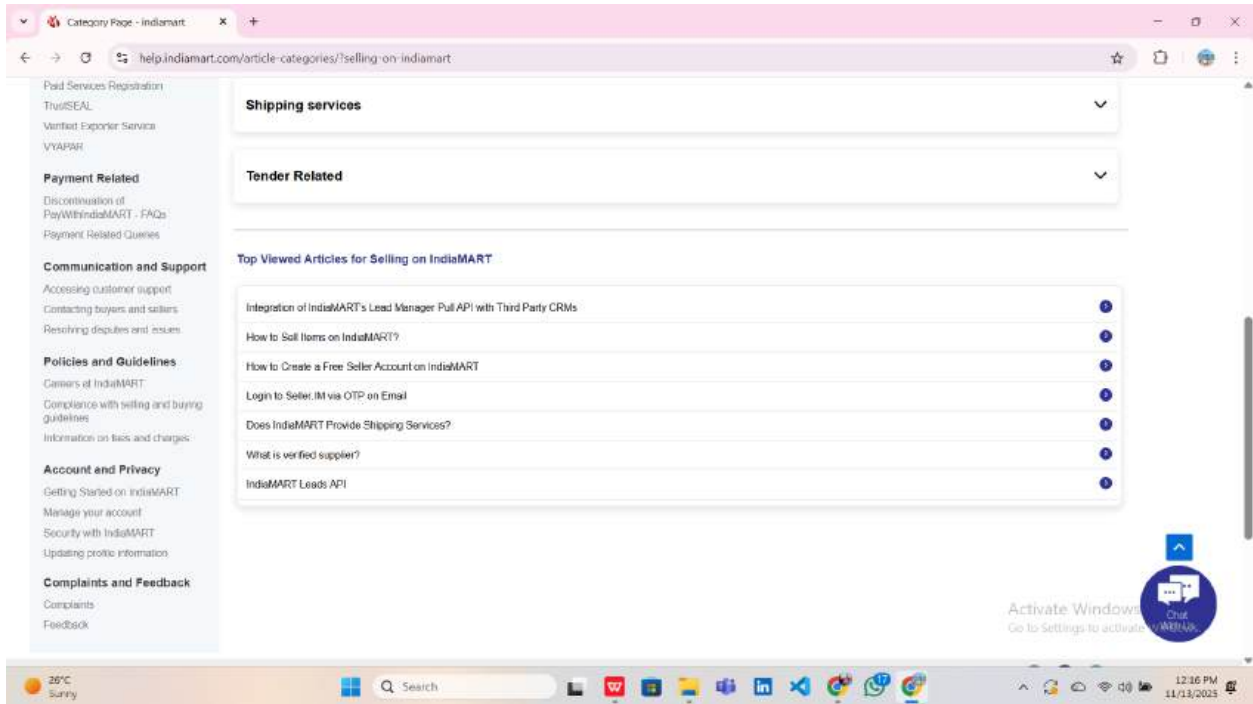 Category Page - indiamart
help.indiamart.com/article-categories/?selling-on-indiamart
Paid Services Registration
TrustSEAL
Verified Exporter Service
VYAPAR
Payment Related
Discontinuation of
PayWithIndiaMART - FAQs
Payment Related Queries
Communication and Support
Accessing customer support
Contacting buyers and sellers
Resolving disputes and issues
Policies and Guidelines
Careers at IndiaMART
Compliance with selling and buying
guidelines
Information on fees and charges
Account and Privacy
Getting Started on IndiaMART
Manage your account
Security with IndiaMART
Updating profile information
Complaints and Feedback
Complaints
Feedback
Shipping services
Tender Related
Top Viewed Articles for Selling on IndiaMART
Integration of IndiaMART's Lead Manager Pull API with Third Party CRMs
How to Sell Items on IndiaMART?
How to Create a Free Seller Account on IndiaMART
Login to Seller.IM via OTP on Email
Does IndiaMART Provide Shipping Services?
What is verified supplier?
IndiaMART Leads API
Activate Windows
Go to Settings to activate Windows.
Chat
With Us
26°C
Sunny
Search
17
12:16 PM
11/13/2025